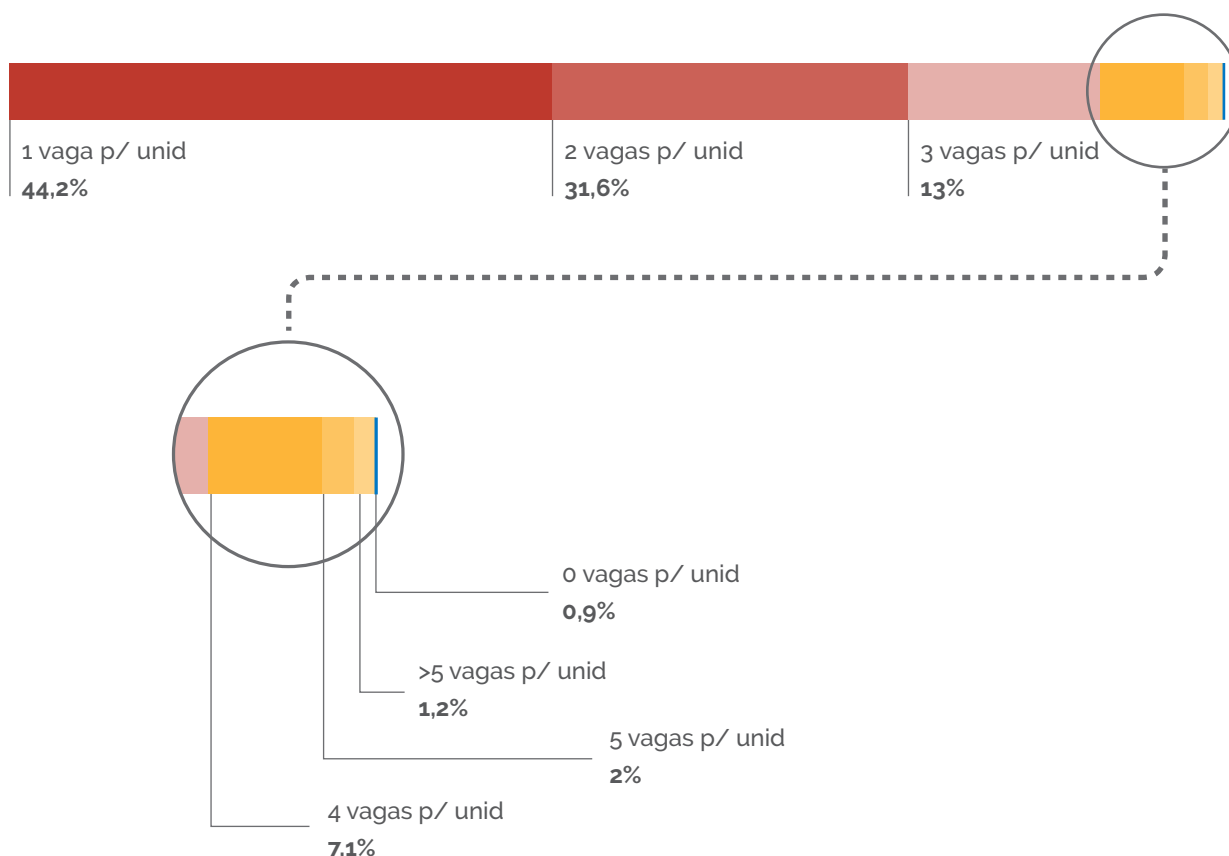 1 vaga p/ unid
44,2%
2 vagas p/ unid
31,6%
3 vagas p/ unid
13%
0 vagas p/ unid
0,9%
>5 vagas p/ unid
1,2%
5 vagas p/ unid
2%
4 vagas p/ unid
7,1%